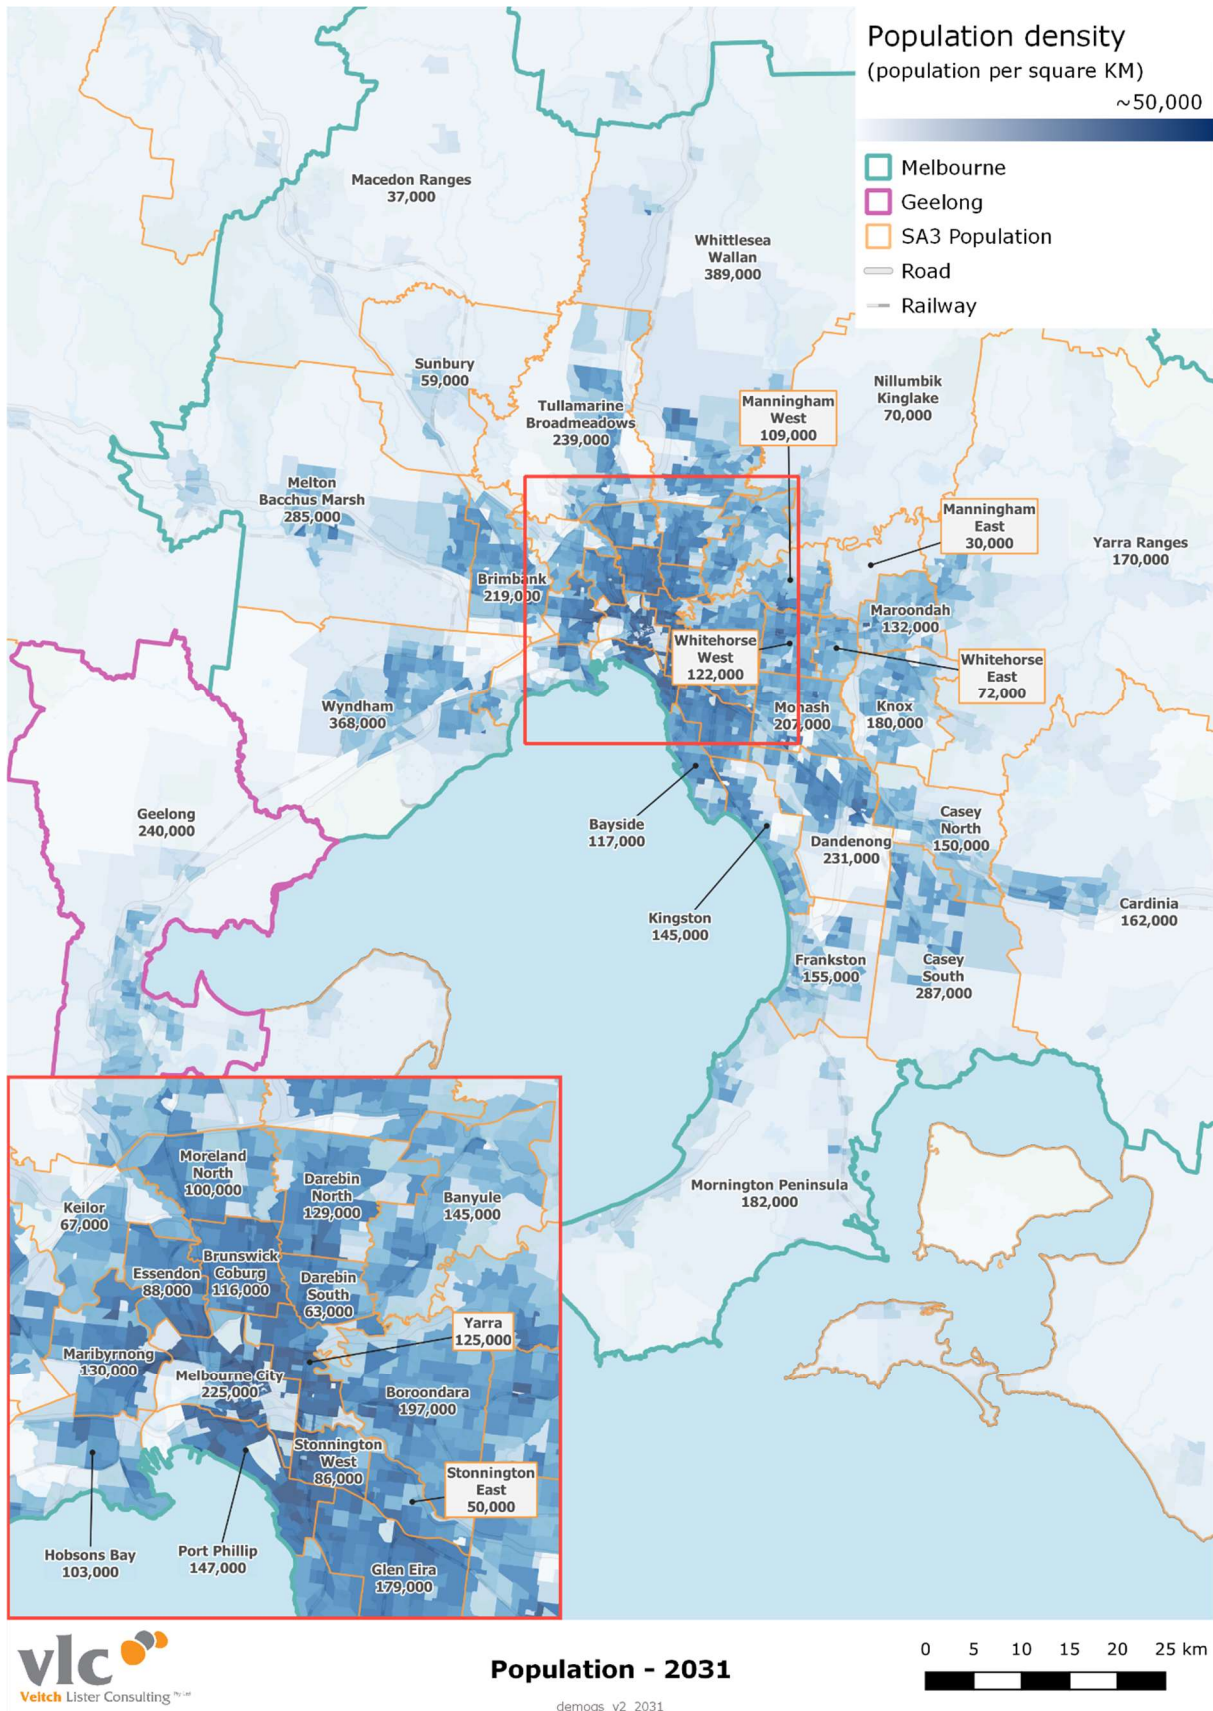 Population density
(population per square KM)
~50,000
Melbourne
Geelong
SA3 Population
Road
Railway
Macedon Ranges
37,000
Whittlesea
Wallan
389,000
Sunbury
59,000
Nillumbik
Kinglake
70,000
Tullamarine
Broadmeadows
239,000
Manningham
West
109,000
Melton
Bacchus Marsh
285,000
Manningham
East
30,000
Yarra Ranges
170,000
Brimbank
219,000
Maroondah
132,000
Whitehorse
West
122,000
Whitehorse
East
72,000
Wyndham
368,000
Monash
207,000
Knox
180,000
Geelong
240,000
Bayside
117,000
Casey
North
150,000
Dandenong
231,000
Kingston
145,000
Cardinia
162,000
Frankston
155,000
Casey
South
287,000
Mornington Peninsula
182,000
Moreland
North
100,000
Darebin
North
129,000
Banyule
145,000
Keilor
67,000
Essendon
88,000
Brunswick
Coburg
116,000
Darebin
South
63,000
Yarra
125,000
Maribyrnong
130,000
Melbourne City
225,000
Boroondara
197,000
Stonnington
West
86,000
Stonnington
East
50,000
Hobsons Bay
103,000
Port Phillip
147,000
Glen Eira
179,000
vlc
Veitch Lister Consulting Pty Ltd
Population - 2031
demogs_v2_2031
0 5 10 15 20 25 km